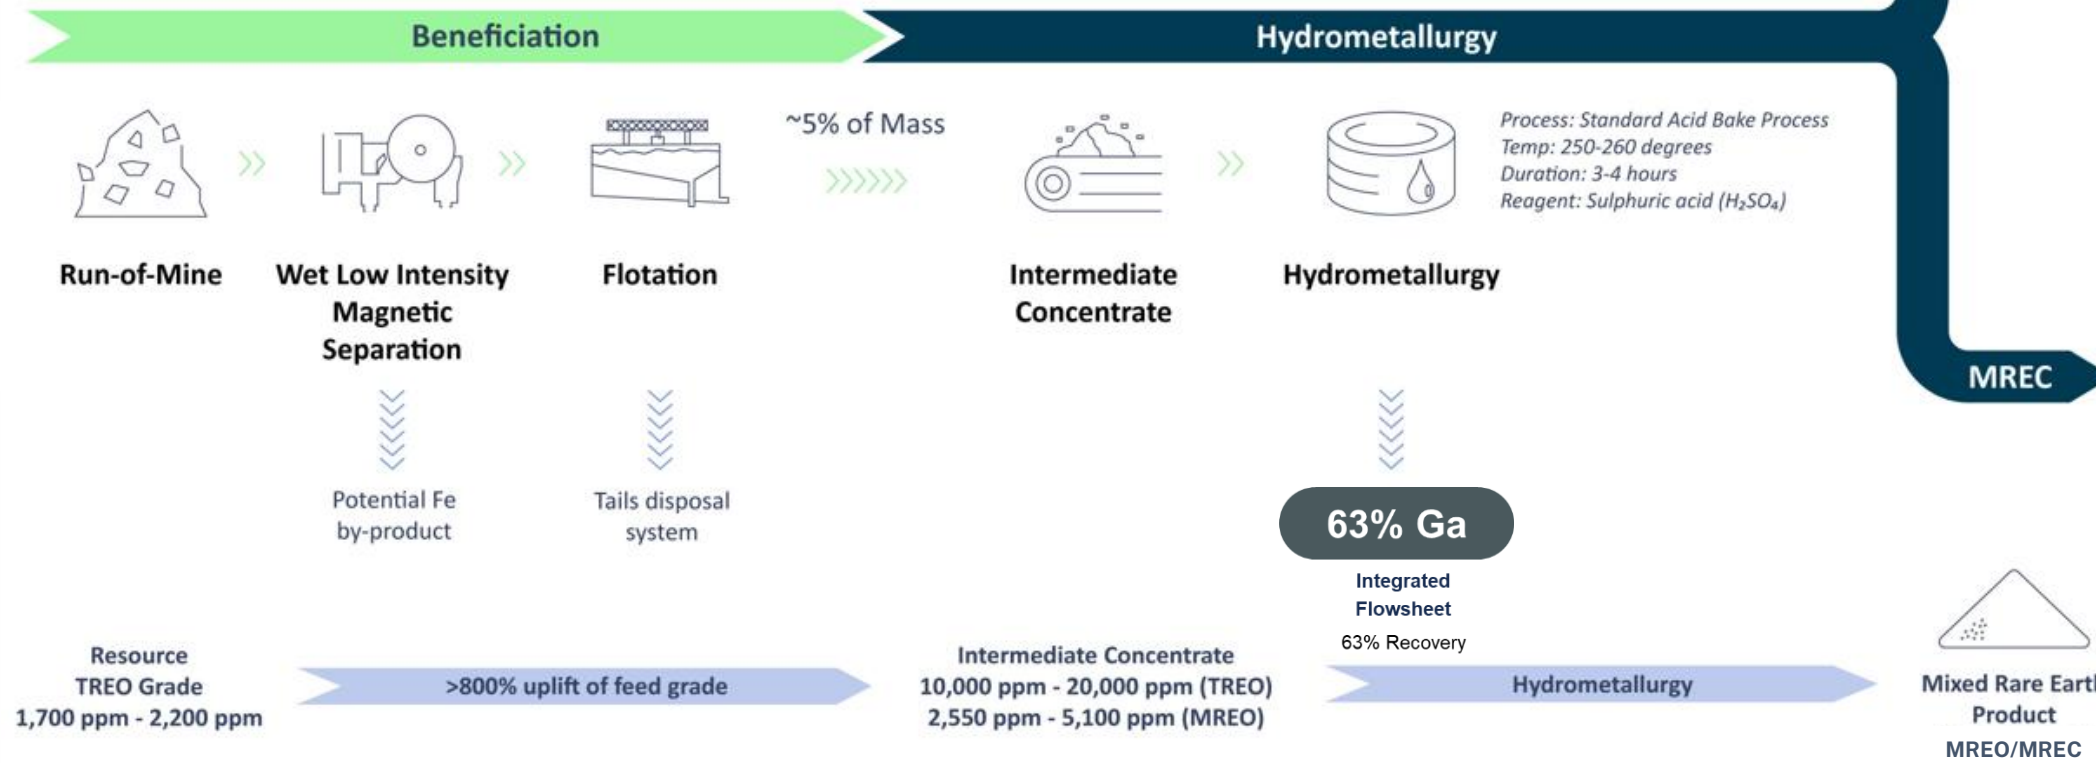 Beneficiation
Hydrometallurgy
~5% of Mass
Process: Standard Acid Bake Process
Temp: 250-260 degrees
Duration: 3-4 hours
Reagent: Sulphuric acid (H₂SO₄)
Run-of-Mine
Wet Low Intensity
Magnetic
Separation
Flotation
Intermediate
Concentrate
Hydrometallurgy
MREC
Potential Fe
by-product
Tails disposal
system
63% Ga
Integrated
Flowsheet
63% Recovery
Resource
TREO Grade
1,700 ppm - 2,200 ppm
>800% uplift of feed grade
Intermediate Concentrate
10,000 ppm - 20,000 ppm (TREO)
2,550 ppm - 5,100 ppm (MREO)
Hydrometallurgy
Mixed Rare Eart
Product
MREO/MREC